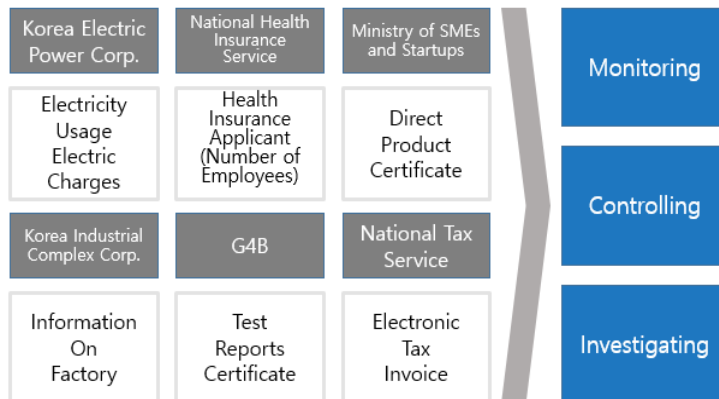 Korea Electric
Power Corp.
National Health
Insurance
Service
Ministry of SMEs
and Startups
Electricity
Usage
Electric
Charges
Health
Insurance
Applicant
(Number of
Employees)
Direct
Product
Certificate
Korea Industrial
Complex Corp.
G4B
National Tax
Service
Information
On
Factory
Test
Reports
Certificate
Electronic
Tax
Invoice
Monitoring
Controlling
Investigating